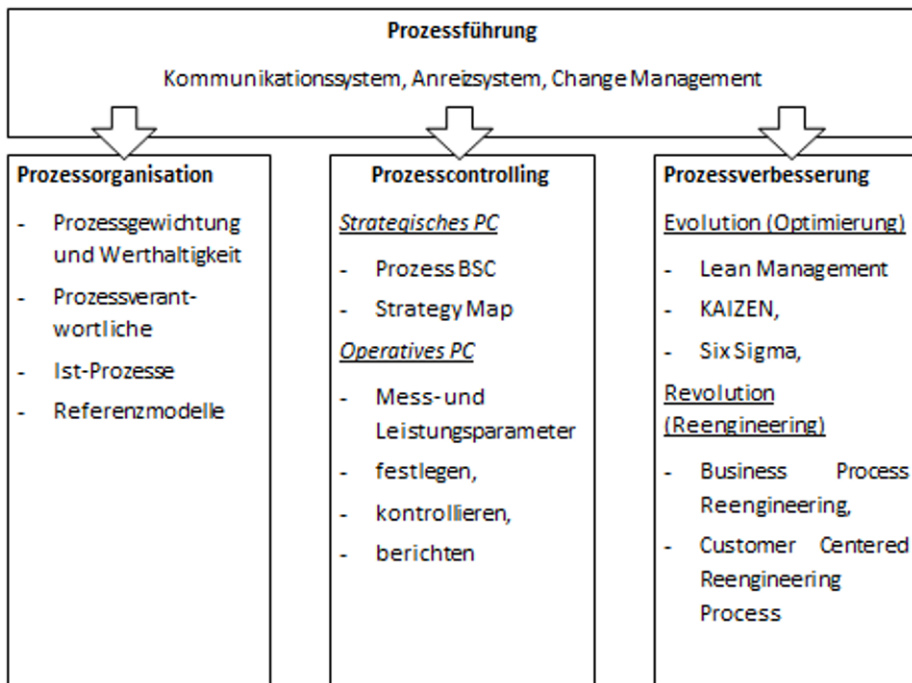 Prozessführung
Kommunikationssystem, Anreizsystem, Change Management
Prozessorganisation
- Prozessgewichtung
und Werthaltigkeit
- Prozessverant-
wortliche
- Ist-Prozesse
- Referenzmodelle
Prozesscontrolling
Strategisches PC
- Prozess BSC
- Strategy Map
Operatives PC
- Mess- und
Leistungsparameter
- festlegen,
- kontrollieren,
- berichten
Prozessverbesserung
Evolution (Optimierung)
- Lean Management
- KAIZEN,
- Six Sigma,
Revolution
(Reengineering)
- Business Process
Reengineering,
- Customer Centered
Reengineering
Process